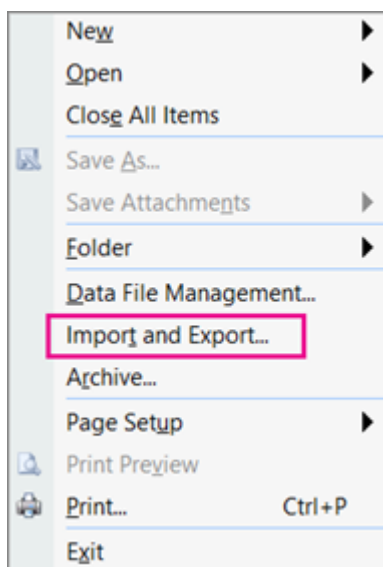 New
Open
Close All Items
Save As...
Save Attachments
Folder
Data File Management...
Import and Export...
Archive...
Page Setup
Print Preview
Print... Ctrl+P
Exit